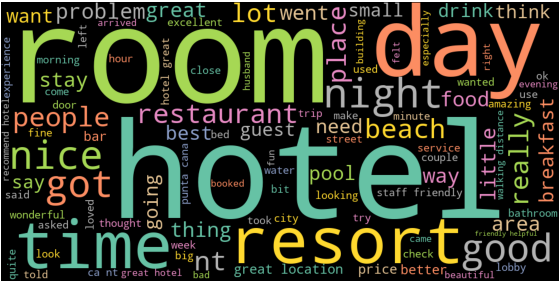 want problem great lot went place small drink think
left arrived excellent building used felt especially right
room day
morning hour hotel great close husband wanted
stay come night food amazing ok evening use
experience
recommend hotel
door restaurant trip make minute
people bar best bed guest need beach little really breakfast
fine street service couple walking distance
nice hotel
say got going punta cana fun water pool way
said booked bit looking staff friendly
wonderful loved thing took city try area bathroom
asked thought
time resort good
quite look week nt came friendly helpful
big check
told ca nt great hotel bad great location price better beautiful lobby